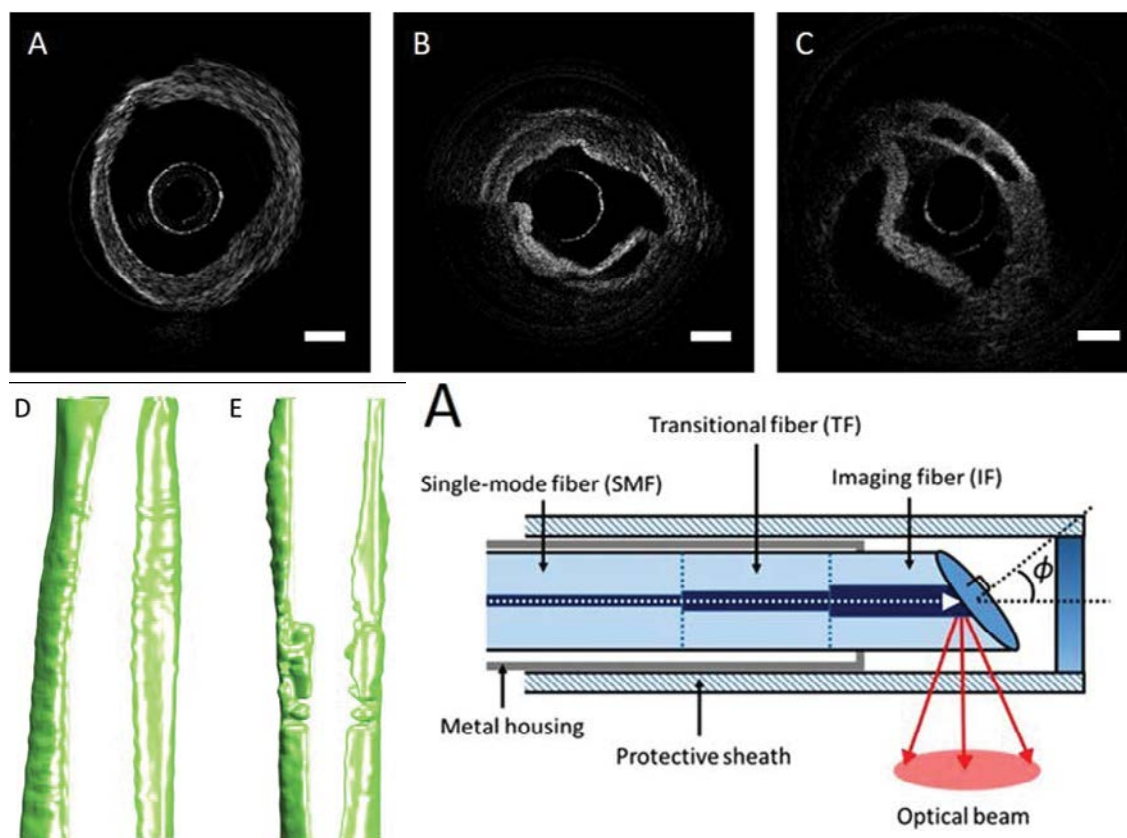 A
B
C
D
E
A
Transitional fiber (TF)
Single-mode fiber (SMF)
Imaging fiber (IF)
ϕ
Metal housing
Protective sheath
Optical beam